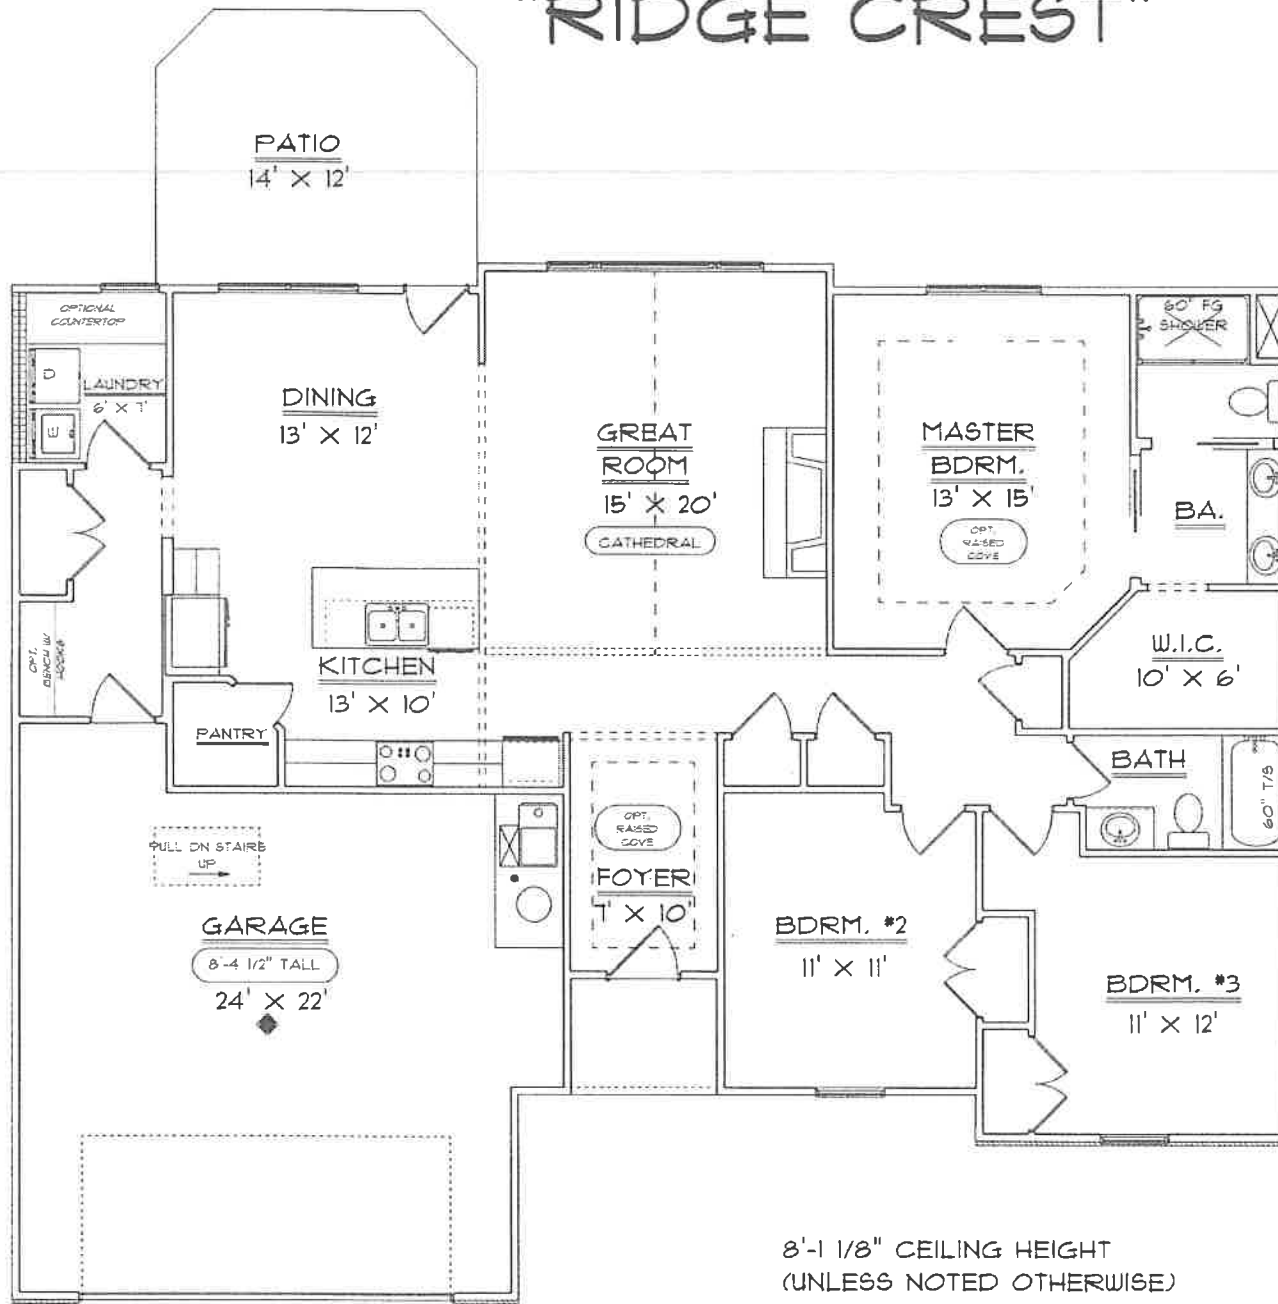 "RIDGE CREST"
PATIO
14' X 12'
OPTIONAL
COUNTERTOP
D
LAUNDRY
6' X 7'
E
DINING
13' X 12'
GREAT
ROOM
15' X 20'
CATHEDRAL
MASTER
BDRM.
13' X 15'
OPT.
RAISED
COVE
60" FG
SHOWER
BA.
W.I.C.
10' X 6'
OPT.
BENCH W/
HOOKS
KITCHEN
13' X 10'
PANTRY
BATH
60" T/S
PULL DN STAIRS
UP
OPT.
RAISED
COVE
FOYER
7' X 10'
GARAGE
8'-4 1/2" TALL
24' X 22'
BDRM. #2
11' X 11'
BDRM. #3
11' X 12'
8'-1 1/8" CEILING HEIGHT
(UNLESS NOTED OTHERWISE)